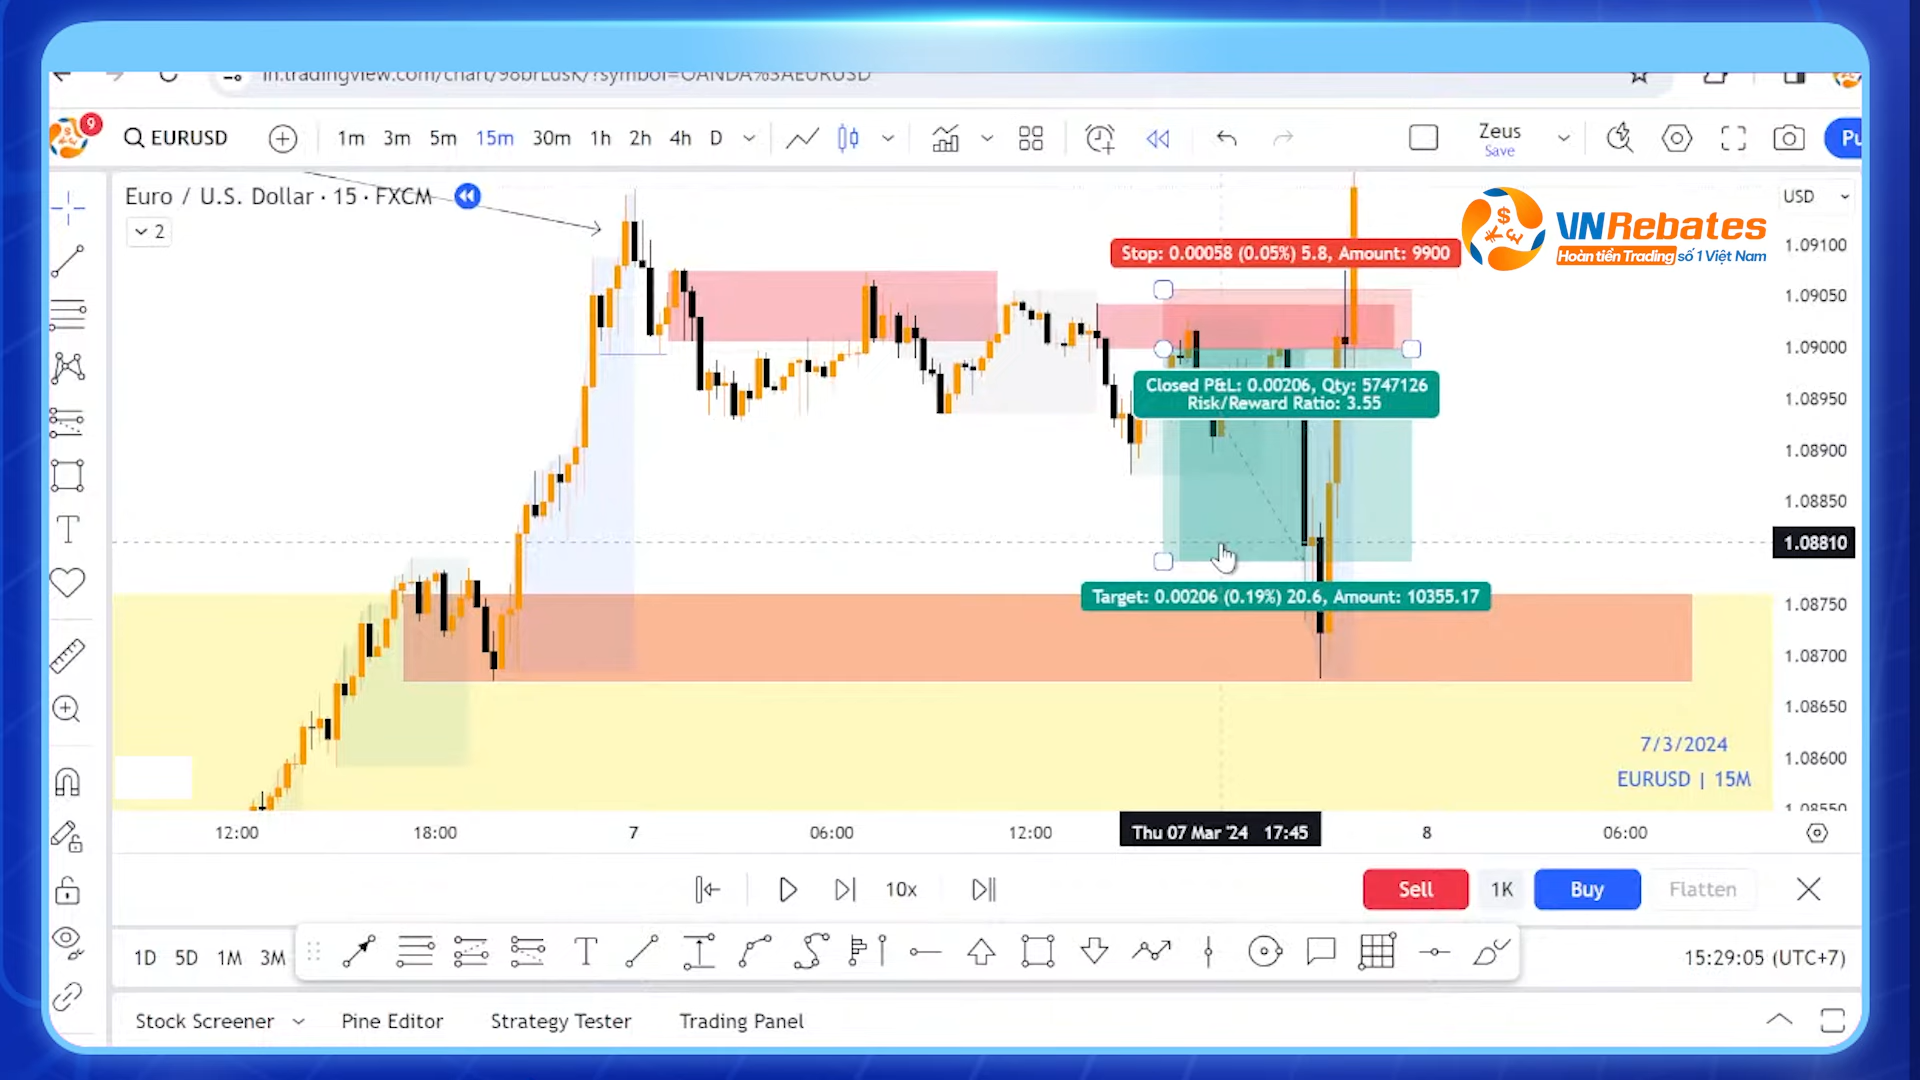 in.tradingview.com/chart/98brLusK/?symbol=OANDA%3AEURUSD
9
EURUSD
1m 3m 5m 15m 30m 1h 2h 4h D
Zeus
Save
Pu
Euro / U.S. Dollar · 15 · FXCM
2
USD
VNRebates
Hoàn tiền Trading số 1 Việt Nam
Stop: 0.00058 (0.05%) 5.8, Amount: 9900
Closed P&L: 0.00206, Qty: 5747126
Risk/Reward Ratio: 3.55
Target: 0.00206 (0.19%) 20.6, Amount: 10355.17
1.09100
1.09050
1.09000
1.08950
1.08900
1.08850
1.08810
1.08750
1.08700
1.08650
1.08600
1.08550
7/3/2024
EURUSD | 15M
12:00 18:00 7 06:00 12:00 Thu 07 Mar '24 17:45 8 06:00
10x
Sell 1K Buy Flatten
1D 5D 1M 3M
15:29:05 (UTC+7)
Stock Screener Pine Editor Strategy Tester Trading Panel